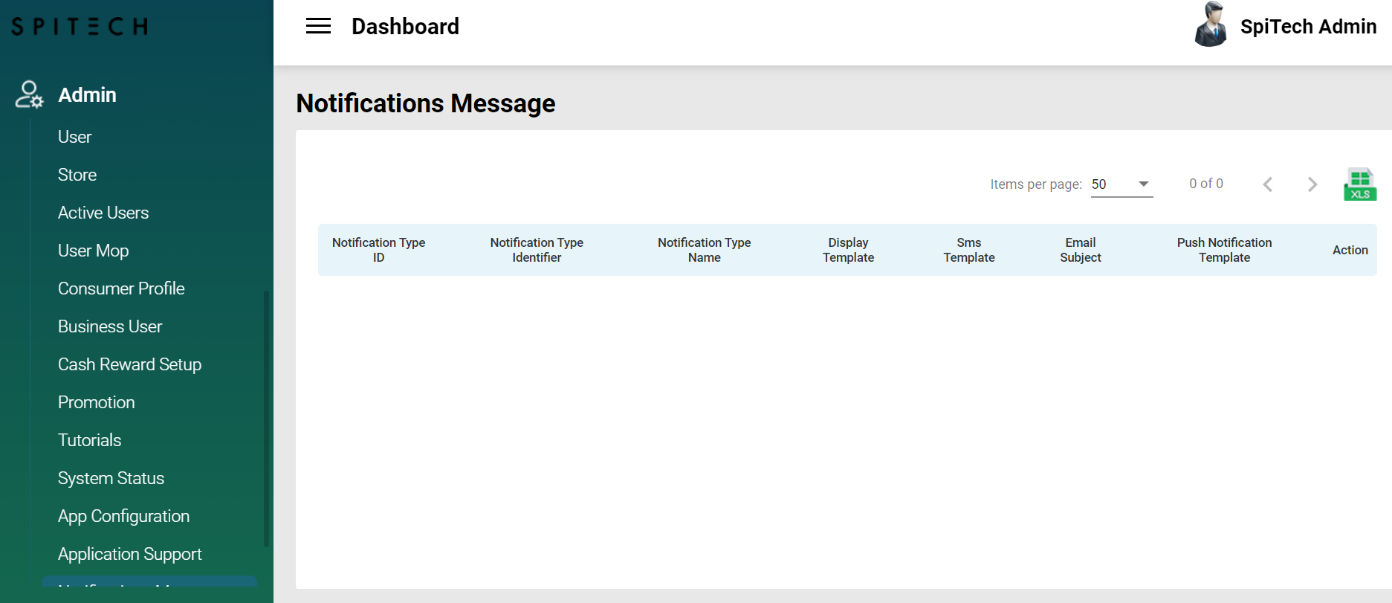 SPITECH
Dashboard
SpiTech Admin
Admin
User
Store
Active Users
User Mop
Consumer Profile
Business User
Cash Reward Setup
Promotion
Tutorials
System Status
App Configuration
Application Support
Notifications Message
Items per page: 50
0 of 0
XLS
Notification Type
ID
Notification Type
Identifier
Notification Type
Name
Display
Template
Sms
Template
Email
Subject
Push Notification
Template
Action